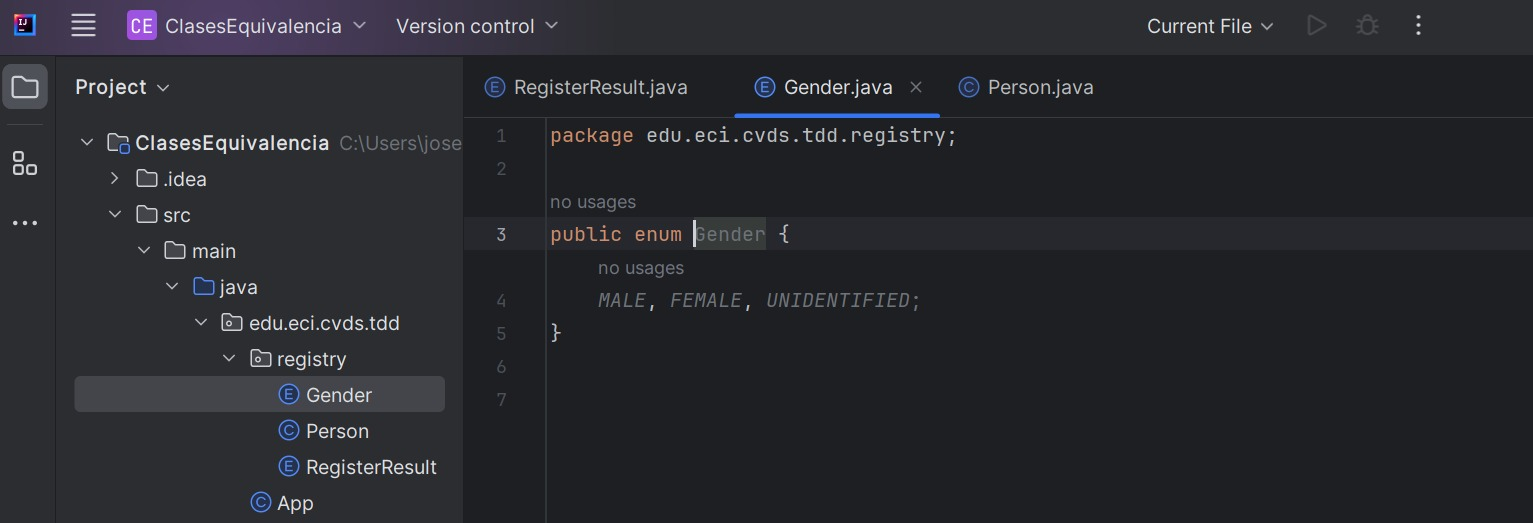 CE ClasesEquivalencia Version control Current File
Project
ClasesEquivalencia C:\Users\jose
.idea
src
main
java
edu.eci.cvds.tdd
registry
Gender
Person
RegisterResult
App
RegisterResult.java Gender.java Person.java
1 package edu.eci.cvds.tdd.registry;
2
no usages
3 public enum Gender {
no usages
4 MALE, FEMALE, UNIDENTIFIED;
5 }
6
7